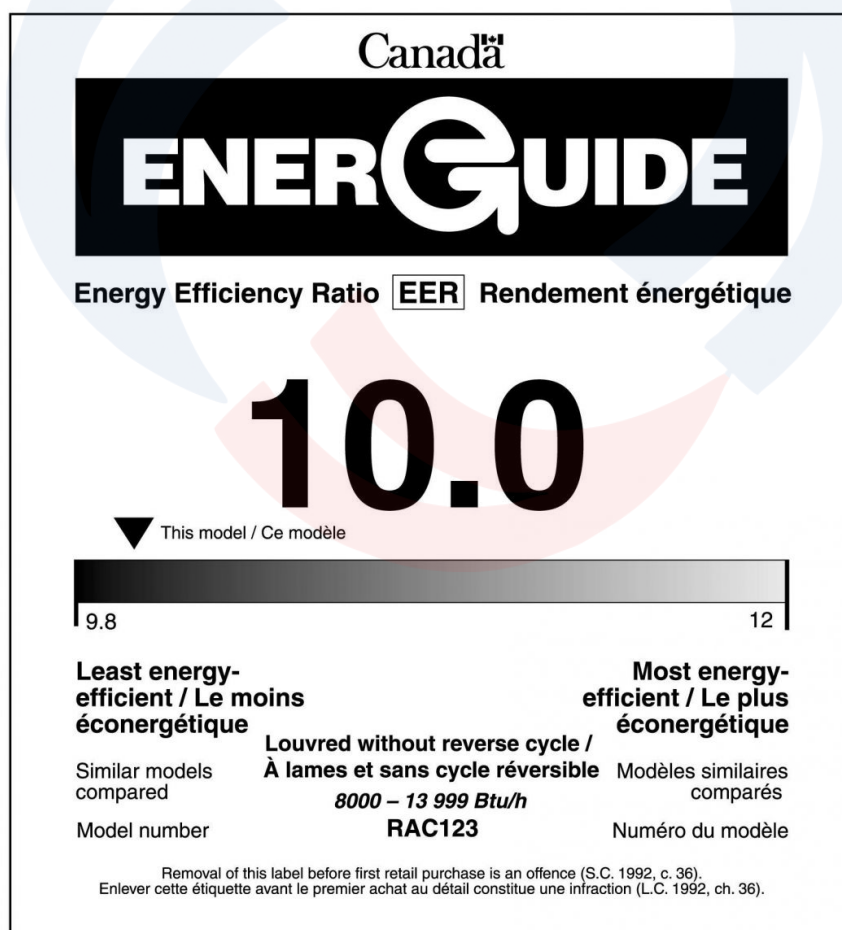 Canada
ENERGUIDE
Energy Efficiency Ratio EER Rendement énergétique
10.0
This model / Ce modèle
9.8 12
Least energy-
efficient / Le moins
éconergétique
Most energy-
efficient / Le plus
éconergétique
Louvred without reverse cycle /
À lames et sans cycle réversible
8000 – 13 999 Btu/h
Similar models
compared
Modèles similaires
comparés
Model number RAC123 Numéro du modèle
Removal of this label before first retail purchase is an offence (S.C. 1992, c. 36).
Enlever cette étiquette avant le premier achat au détail constitue une infraction (L.C. 1992, ch. 36).